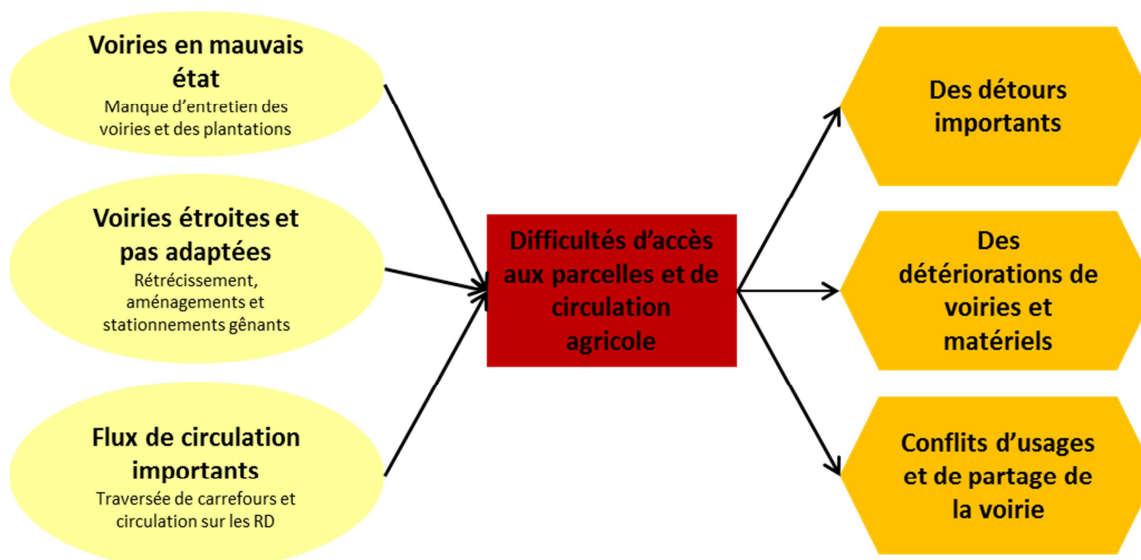 Voiries en mauvais
état
Manque d'entretien des
voiries et des plantations
Voiries étroites et
pas adaptées
Rétrécissement,
aménagements et
stationnements gênants
Flux de circulation
importants
Traversée de carrefours et
circulation sur les RD
Difficultés d'accès
aux parcelles et de
circulation
agricole
Des détours
importants
Des
détériorations de
voiries et
matériels
Conflits d'usages
et de partage de
la voirie